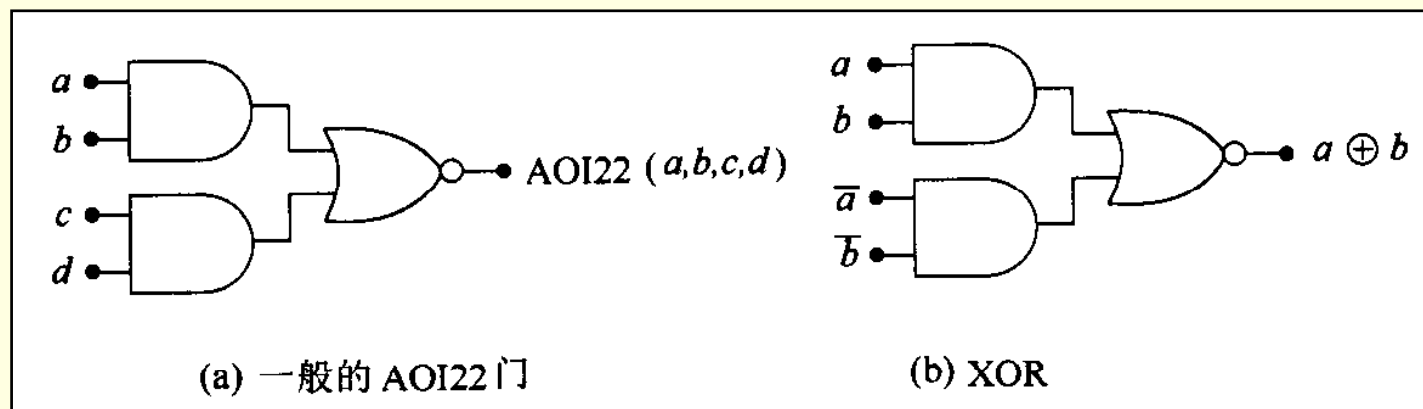 a
b
c
d
AOI22 (a,b,c,d)
(a) 一般的 AOI22 门
a
b
a̅
b̅
a ⊕ b
(b) XOR